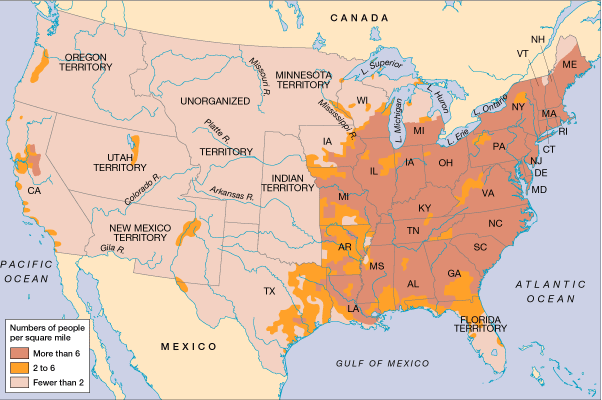 CANADA
NH
VT
ME
OREGON
TERRITORY
Missouri R.
MINNESOTA
TERRITORY
L. Superior
L. Huron
L. Michigan
L. Ontario
L. Erie
UNORGANIZED
TERRITORY
Mississippi R.
WI
MI
NY
MA
RI
CT
PA
NJ
DE
MD
Platte R.
IA
IL
IA
OH
UTAH
TERRITORY
CA
Colorado R.
Arkansas R.
INDIAN
TERRITORY
MI
KY
VA
NC
TN
SC
NEW MEXICO
TERRITORY
Gila R.
AR
MS
AL
GA
TX
LA
FLORIDA
TERRITORY
PACIFIC
OCEAN
ATLANTIC
OCEAN
MEXICO
GULF OF MEXICO
Numbers of people
per square mile
More than 6
2 to 6
Fewer than 2